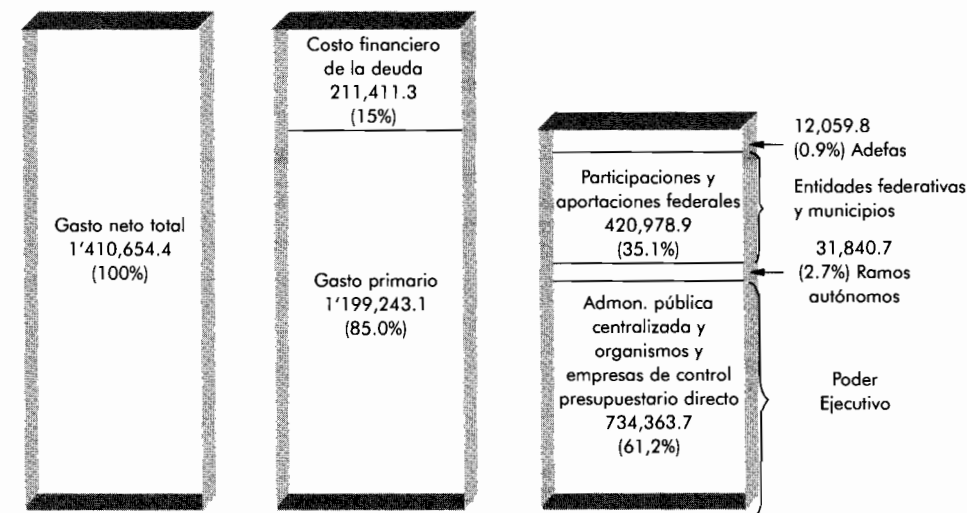 Gasto neto total
1'410,654.4
(100%)
Costo financiero
de la deuda
211,411.3
(15%)
Gasto primario
1'199,243.1
(85.0%)
12,059.8
(0.9%) Adefas
Participaciones y
aportaciones federales
420,978.9
(35.1%)
Entidades federativas
y municipios
31,840.7
(2.7%) Ramos
autónomos
Admon. pública
centralizada y
organismos y
empresas de control
presupuestario directo
734,363.7
(61,2%)
Poder
Ejecutivo